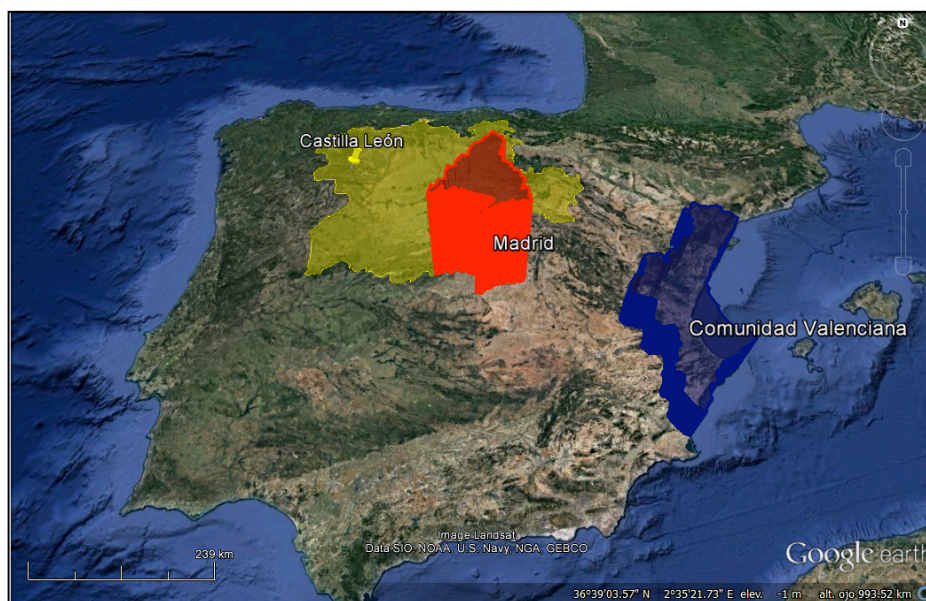 N
Castilla León
Madrid
Comunidad Valenciana
Image Landsat
Data SIO, NOAA, U.S. Navy, NGA, GEBCO
239 km
Google earth
36°39'03.57" N 2°35'21.73" E elev. -1 m alt. ojo 993.52 km